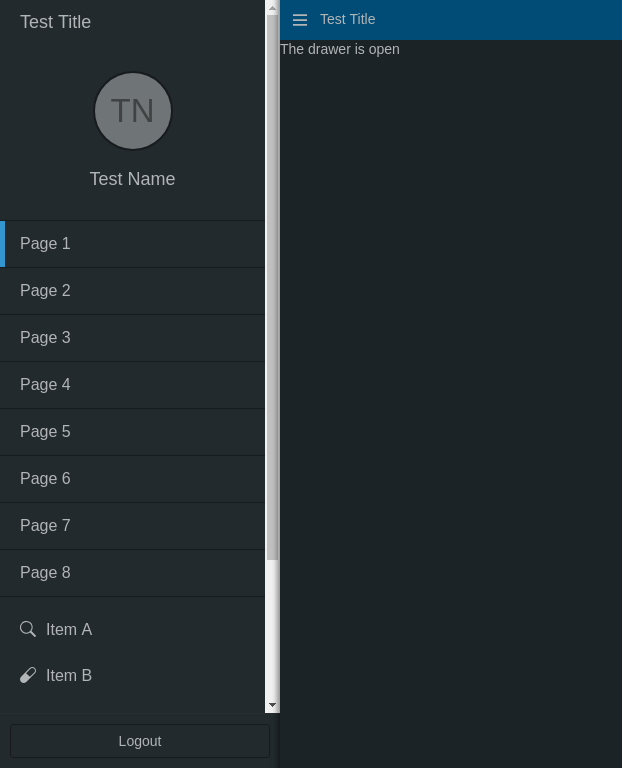 Test Title
TN
Test Name
Page 1
Page 2
Page 3
Page 4
Page 5
Page 6
Page 7
Page 8
Item A
Item B
Logout
Test Title
The drawer is open